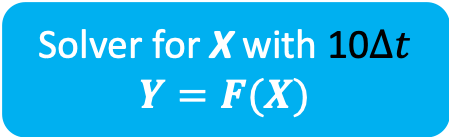 Solver for X with 10Δt
Y = F(X)